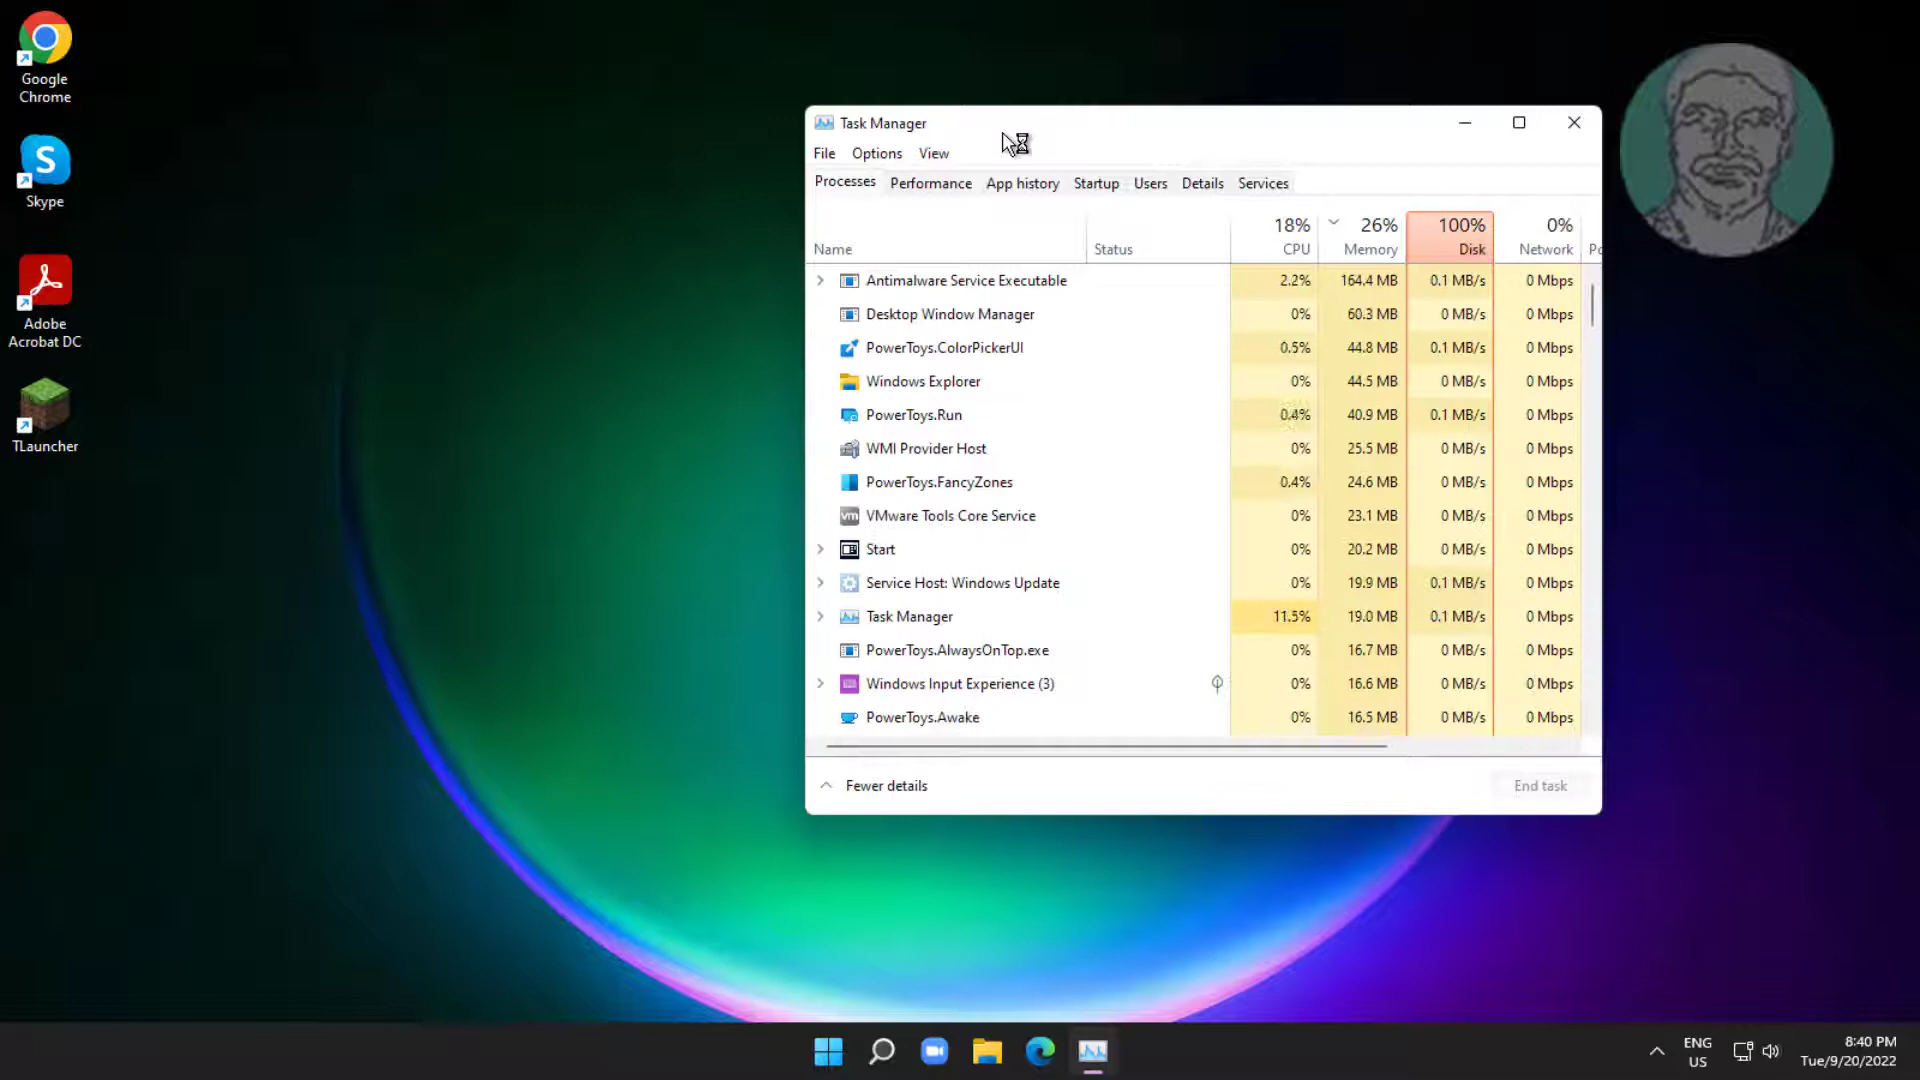 Google
Chrome
S
Skype
Adobe
Acrobat DC
TLauncher
Task Manager
File Options View
Processes Performance App history Startup Users Details Services
18% 26% 100% 0%
Name Status CPU Memory Disk Network Po
Antimalware Service Executable 2.2% 164.4 MB 0.1 MB/s 0 Mbps
Desktop Window Manager 0% 60.3 MB 0 MB/s 0 Mbps
PowerToys.ColorPickerUI 0.5% 44.8 MB 0.1 MB/s 0 Mbps
Windows Explorer 0% 44.5 MB 0 MB/s 0 Mbps
PowerToys.Run 0.4% 40.9 MB 0.1 MB/s 0 Mbps
WMI Provider Host 0% 25.5 MB 0 MB/s 0 Mbps
PowerToys.FancyZones 0.4% 24.6 MB 0 MB/s 0 Mbps
vm VMware Tools Core Service 0% 23.1 MB 0 MB/s 0 Mbps
Start 0% 20.2 MB 0 MB/s 0 Mbps
Service Host: Windows Update 0% 19.9 MB 0.1 MB/s 0 Mbps
Task Manager 11.5% 19.0 MB 0.1 MB/s 0 Mbps
PowerToys.AlwaysOnTop.exe 0% 16.7 MB 0 MB/s 0 Mbps
Windows Input Experience (3) 0% 16.6 MB 0 MB/s 0 Mbps
PowerToys.Awake 0% 16.5 MB 0 MB/s 0 Mbps
Fewer details End task
ENG
US
8:40 PM
Tue/9/20/2022